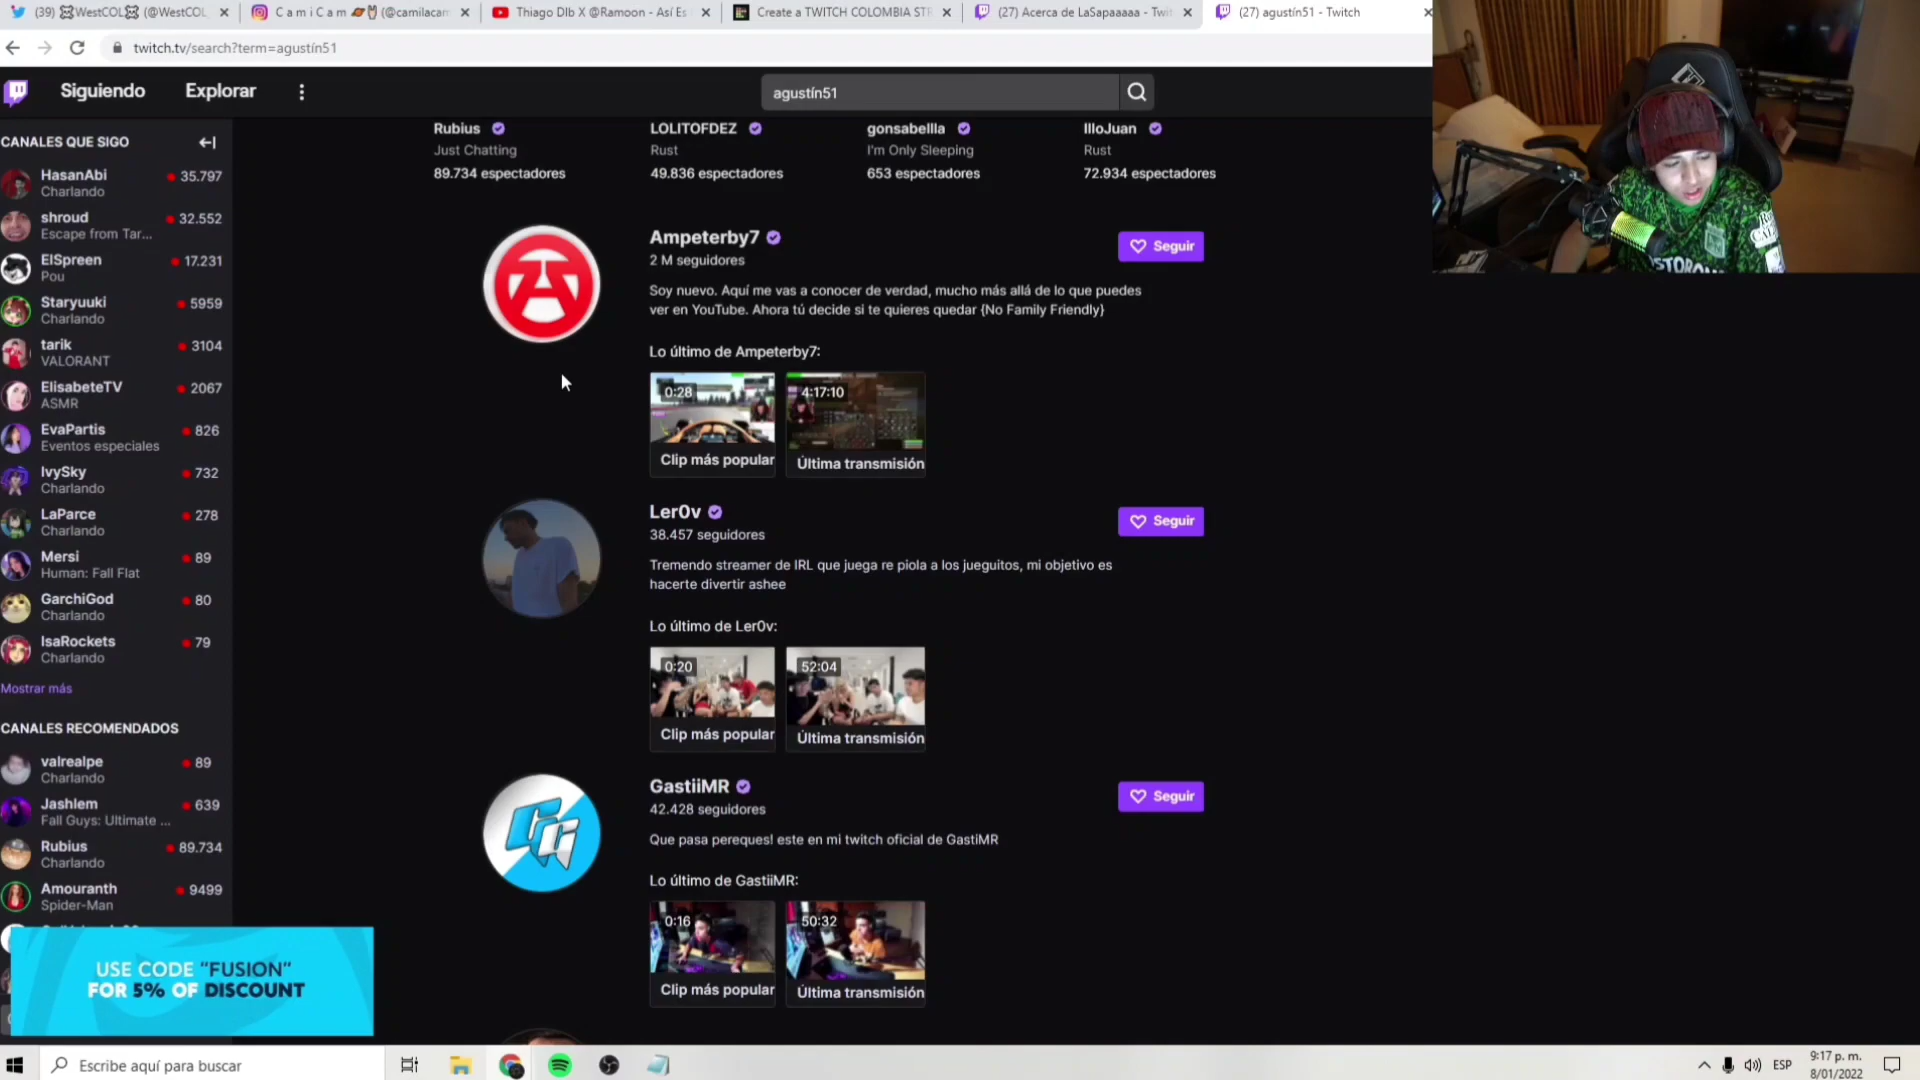 (39) ☠WestCOL☠ (@WestCOL
C a m i C a m 🪐👌 (@camilacam
Thiago Dlb X @Ramoon - Así Es
Create a TWITCH COLOMBIA STR
(27) Acerca de LaSapaaaaa - Twit
(27) agustín51 - Twitch
twitch.tv/search?term=agustín51
Siguiendo
Explorar
agustín51
CANALES QUE SIGO
HasanAbi
35.797
Charlando
shroud
32.552
Escape from Tar...
ElSpreen
17.231
Pou
Staryuuki
5959
Charlando
tarik
3104
VALORANT
ElisabeteTV
2067
ASMR
EvaPartis
826
Eventos especiales
IvySky
732
Charlando
LaParce
278
Charlando
Mersi
89
Human: Fall Flat
GarchiGod
80
Charlando
IsaRockets
79
Charlando
Mostrar más
CANALES RECOMENDADOS
valrealpe
89
Charlando
Jashlem
639
Fall Guys: Ultimate ...
Rubius
89.734
Charlando
Amouranth
9499
Spider-Man
USE CODE “FUSION”
FOR 5% OF DISCOUNT
Rubius
Just Chatting
89.734 espectadores
LOLITOFDEZ
Rust
49.836 espectadores
gonsabellla
I'm Only Sleeping
653 espectadores
IlloJuan
Rust
72.934 espectadores
Ampeterby7
2 M seguidores
Seguir
Soy nuevo. Aquí me vas a conocer de verdad, mucho más allá de lo que puedes
ver en YouTube. Ahora tú decide si te quieres quedar {No Family Friendly}
Lo último de Ampeterby7:
0:28
4:17:10
Clip más popular
Última transmisión
Ler0v
38.457 seguidores
Seguir
Tremendo streamer de IRL que juega re piola a los jueguitos, mi objetivo es
hacerte divertir ashee
Lo último de Ler0v:
0:20
52:04
Clip más popular
Última transmisión
GastiiMR
42.428 seguidores
Seguir
Que pasa pereques! este en mi twitch oficial de GastiMR
Lo último de GastiiMR:
0:16
50:32
Clip más popular
Última transmisión
Escribe aquí para buscar
ESP
9:17 p. m.
8/01/2022